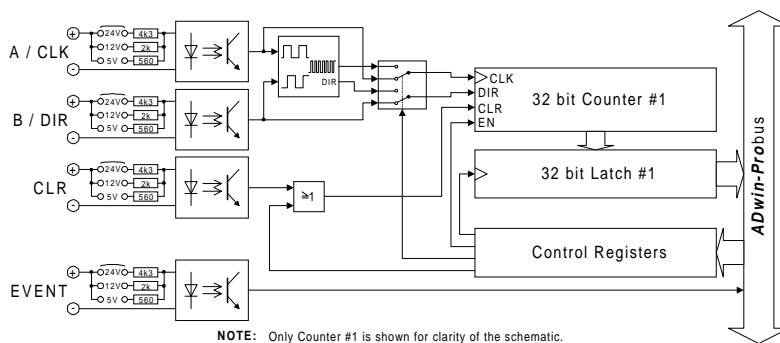 A / CLK
+
24V 4k3
12V 2k
5V 560
-
B / DIR
+
24V 4k3
12V 2k
5V 560
-
CLR
+
24V 4k3
12V 2k
5V 560
-
EVENT
+
24V 4k3
12V 2k
5V 560
-
DIR
≥1
CLK
DIR
CLR
EN
32 bit Counter #1
32 bit Latch #1
Control Registers
ADwin-Probus
NOTE: Only Counter #1 is shown for clarity of the schematic.